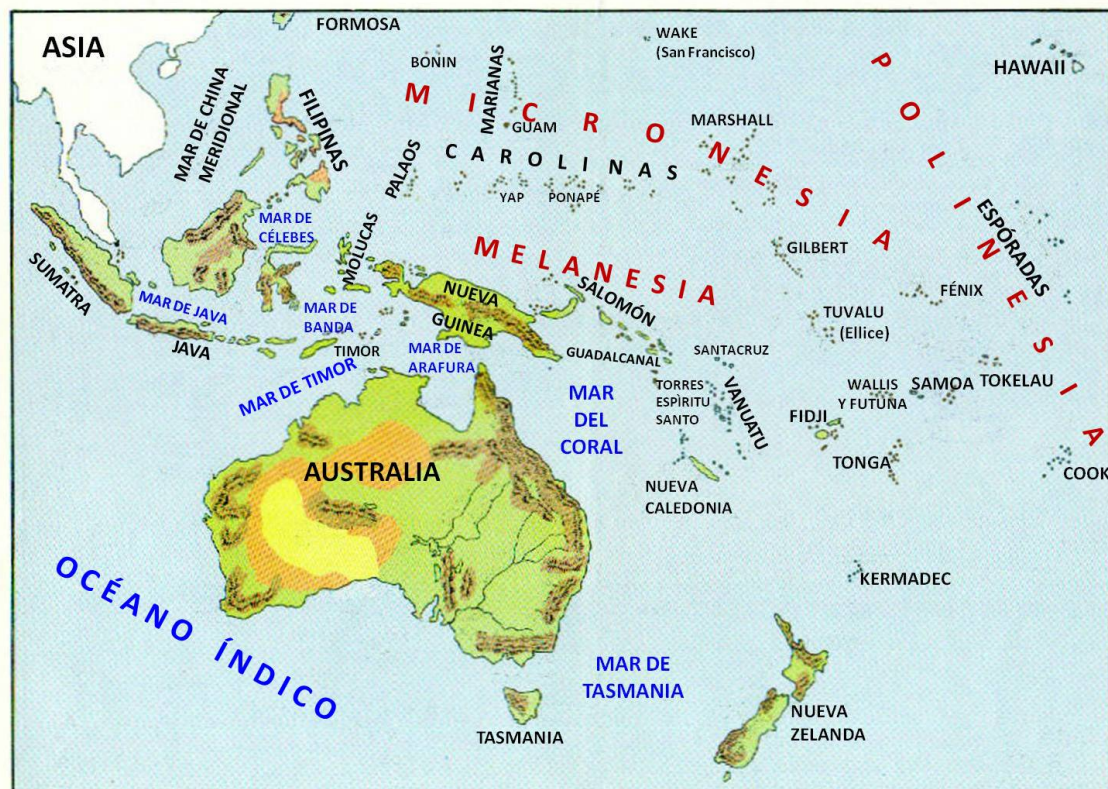 FORMOSA
ASIA
WAKE
(San Francisco)
HAWAII
BONIN
MARIANAS
GUAM
MICRONESIA
POLINESIA
MAR DE CHINA
MERIDIONAL
FILIPINAS
MARSHALL
CAROLINAS
PALAOS
YAP
PONAPÉ
ESPÓRADAS
MAR DE
CÉLEBES
MOLUCAS
MELANESIA
GILBERT
SUMATRA
MAR DE JAVA
JAVA
MAR DE
BANDA
NUEVA
GUINEA
SALOMÓN
FÉNIX
TUVALU
(Ellice)
TIMOR
MAR DE TIMOR
MAR DE
ARAFURA
GUADALCANAL
SANTACRUZ
TOKELAU
SAMOA
WALLIS
Y FUTUNA
MAR
DEL
CORAL
TORRES
ESPÌRITU
SANTO
VANUATU
FIDJI
TONGA
COOK
AUSTRALIA
NUEVA
CALEDONIA
KERMADEC
OCÉANO ÍNDICO
MAR DE
TASMANIA
TASMANIA
NUEVA
ZELANDA